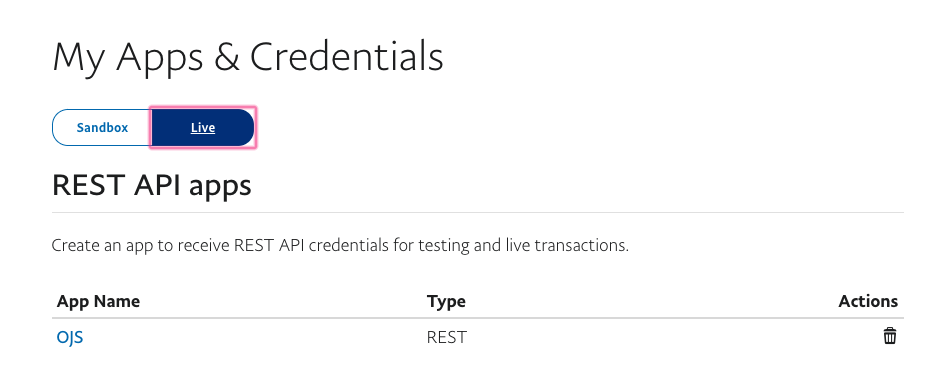 My Apps & Credentials
Sandbox Live
REST API apps
Create an app to receive REST API credentials for testing and live transactions.
App Name Type Actions
OJS REST